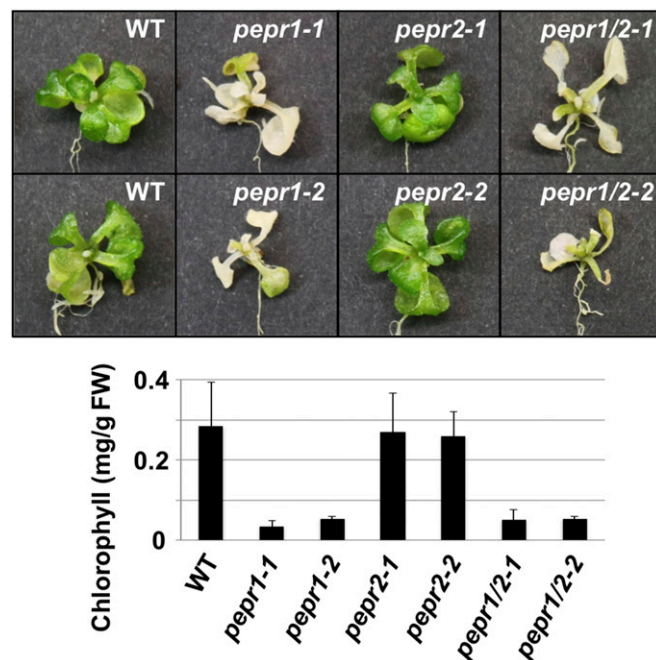 WT pepr1-1 pepr2-1 pepr1/2-1
WT pepr1-2 pepr2-2 pepr1/2-2
Chlorophyll (mg/g FW)
0.4
0.2
0
WT pepr1-1 pepr1-2 pepr2-1 pepr2-2 pepr1/2-1 pepr1/2-2